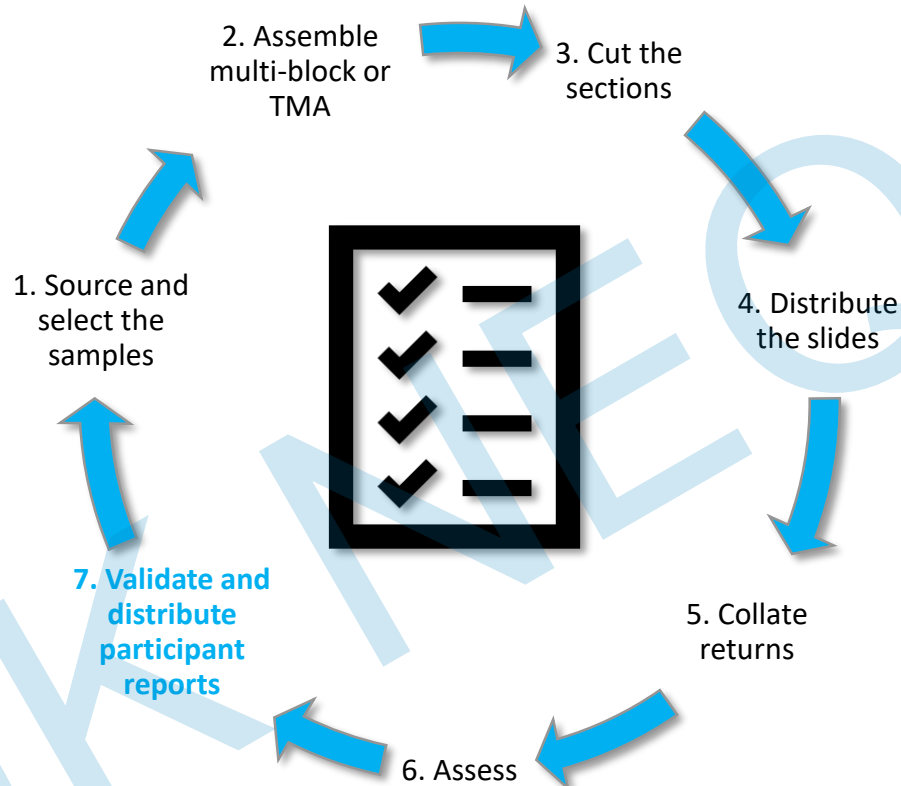 1. Source and
select the
samples
2. Assemble
multi-block or
TMA
3. Cut the
sections
4. Distribute
the slides
5. Collate
returns
6. Assess
7. Validate and
distribute
participant
reports